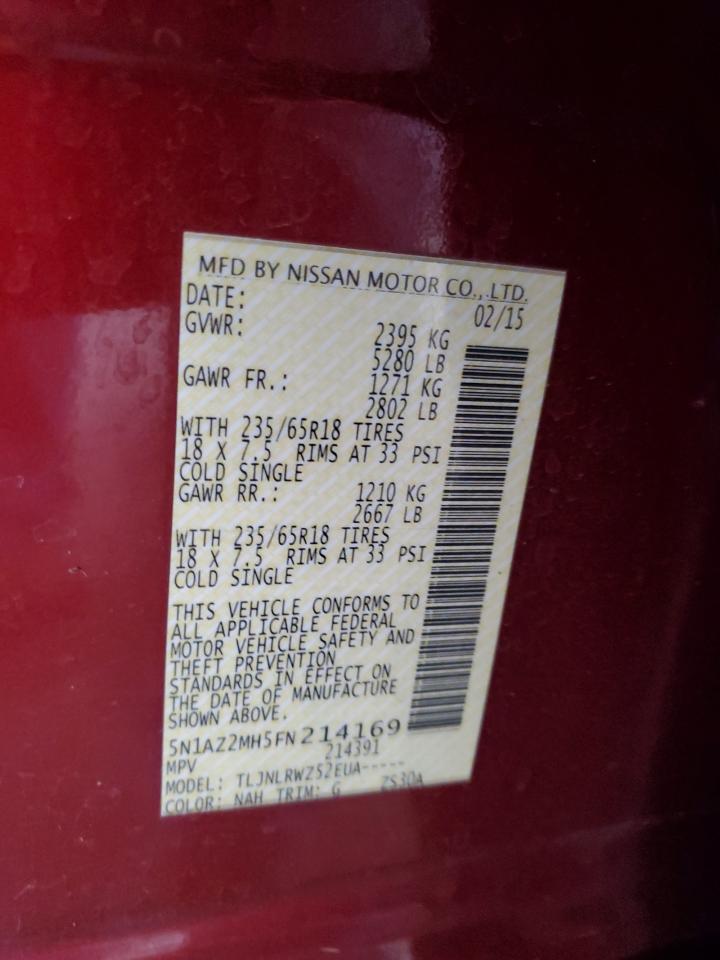 MFD BY NISSAN MOTOR CO., LTD.
DATE: 02/15
GVWR: 2395 KG
5280 LB
GAWR FR.: 1271 KG
2802 LB
WITH 235/65R18 TIRES
18 X 7.5 RIMS AT 33 PSI
COLD SINGLE
GAWR RR.: 1210 KG
2667 LB
WITH 235/65R18 TIRES
18 X 7.5 RIMS AT 33 PSI
COLD SINGLE
THIS VEHICLE CONFORMS TO
ALL APPLICABLE FEDERAL
MOTOR VEHICLE SAFETY AND
THEFT PREVENTION
STANDARDS IN EFFECT ON
THE DATE OF MANUFACTURE
SHOWN ABOVE.
5N1AZ2MH5FN214169
MPV 214391
MODEL: TLJNLRWZ52EUA-----
COLOR: NAH TRIM: G ZS30A